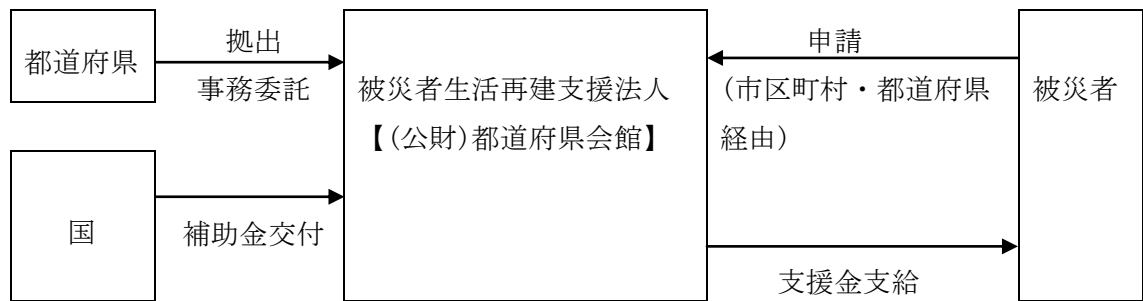 都道府県
拠出
事務委託
被災者生活再建支援法人
【(公財)都道府県会館】
申請
(市区町村・都道府県
経由)
被災者
国
補助金交付
支援金支給